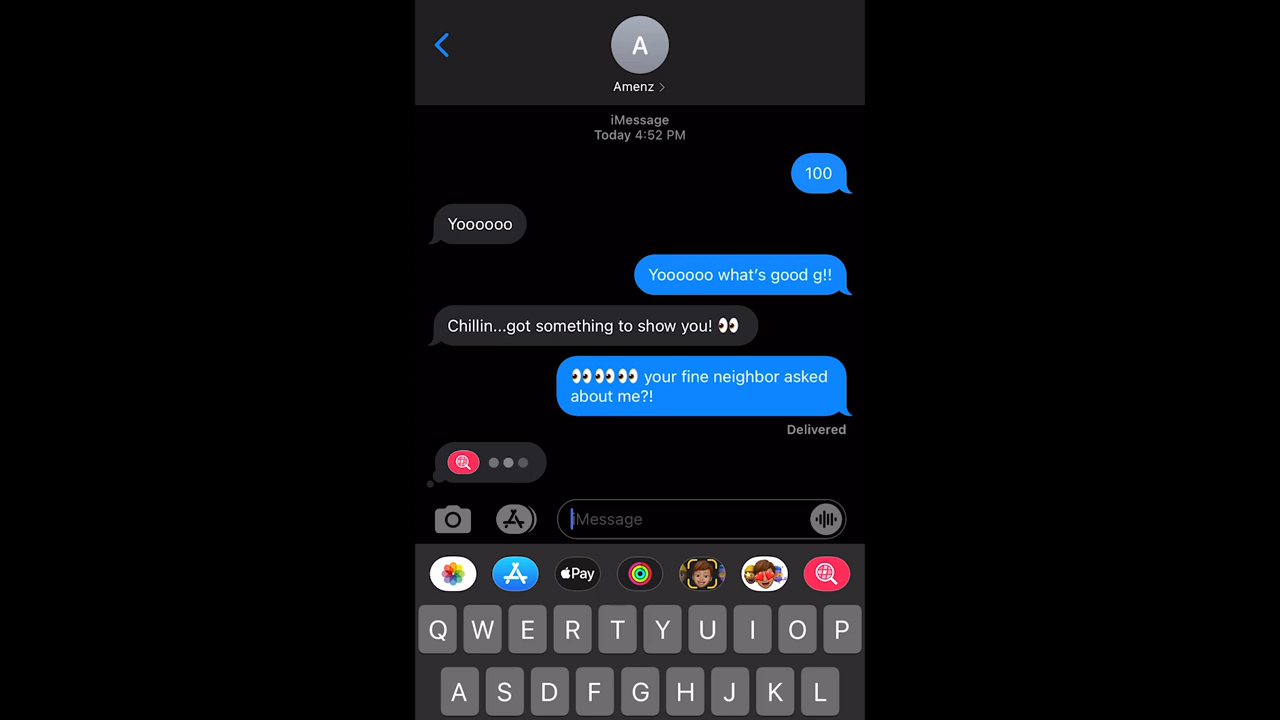 A
Amenz
iMessage
Today 4:52 PM
100
Yoooooo
Yoooooo what's good g!!
Chillin...got something to show you! 👀
👀👀👀 your fine neighbor asked
about me?!
Delivered
iMessage
Pay
Q W E R T Y U I O P
A S D F G H J K L